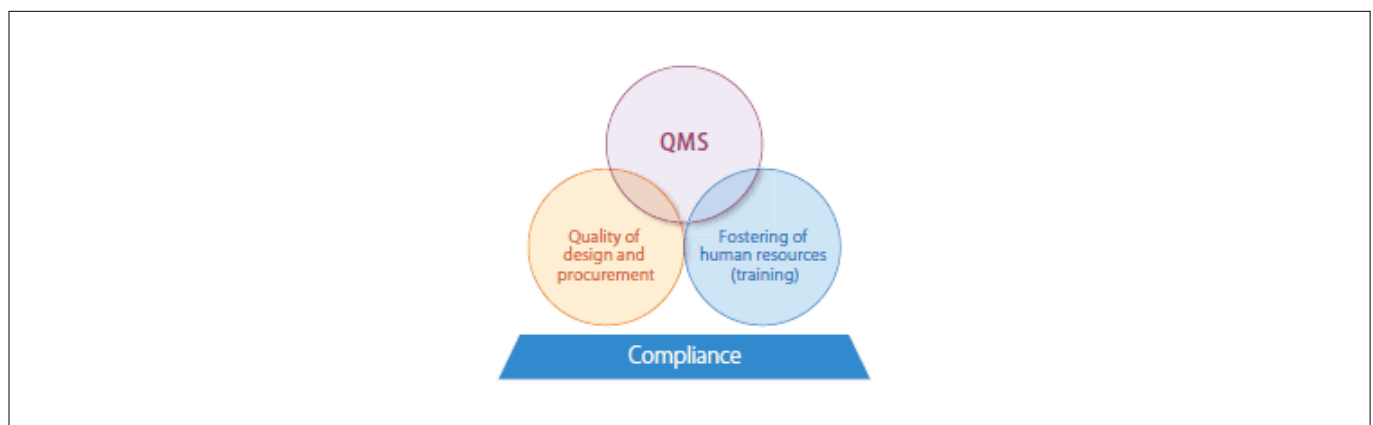 QMS
Quality of
design and
procurement
Fostering of
human resources
(training)
Compliance